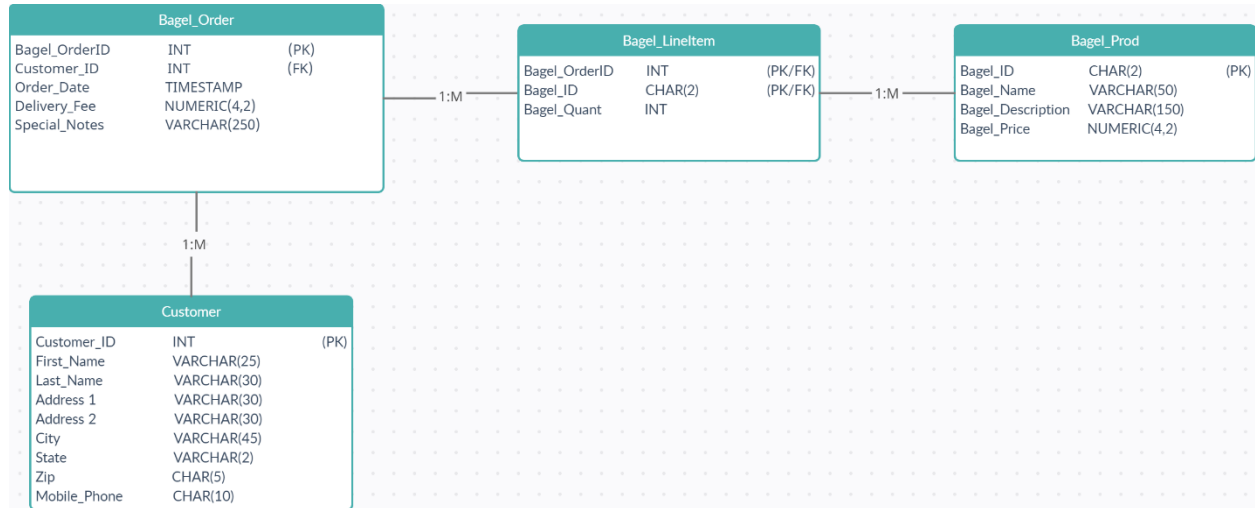 Bagel_Order
Bagel_OrderID INT (PK)
Customer_ID INT (FK)
Order_Date TIMESTAMP
Delivery_Fee NUMERIC(4,2)
Special_Notes VARCHAR(250)
1:M
Bagel_LineItem
Bagel_OrderID INT (PK/FK)
Bagel_ID CHAR(2) (PK/FK)
Bagel_Quant INT
1:M
Bagel_Prod
Bagel_ID CHAR(2) (PK)
Bagel_Name VARCHAR(50)
Bagel_Description VARCHAR(150)
Bagel_Price NUMERIC(4,2)
1:M
Customer
Customer_ID INT (PK)
First_Name VARCHAR(25)
Last_Name VARCHAR(30)
Address 1 VARCHAR(30)
Address 2 VARCHAR(30)
City VARCHAR(45)
State VARCHAR(2)
Zip CHAR(5)
Mobile_Phone CHAR(10)